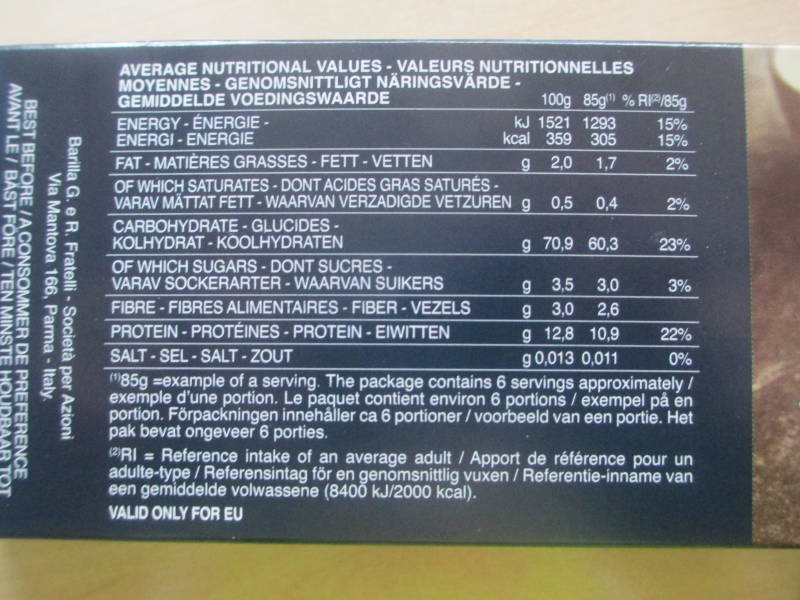 AVERAGE NUTRITIONAL VALUES - VALEURS NUTRITIONNELLES
MOYENNES - GENOMSNITTLIGT NÄRINGSVÄRDE -
GEMIDDELDE VOEDINGSWAARDE 100g 85g⁽¹⁾ % RI⁽²⁾/85g
ENERGY - ÉNERGIE - kJ 1521 1293 15%
ENERGI - ENERGIE kcal 359 305 15%
FAT - MATIÈRES GRASSES - FETT - VETTEN g 2,0 1,7 2%
OF WHICH SATURATES - DONT ACIDES GRAS SATURÉS -
VARAV MÄTTAT FETT - WAARVAN VERZADIGDE VETZUREN g 0,5 0,4 2%
CARBOHYDRATE - GLUCIDES -
KOLHYDRAT - KOOLHYDRATEN g 70,9 60,3 23%
OF WHICH SUGARS - DONT SUCRES -
VARAV SOCKERARTER - WAARVAN SUIKERS g 3,5 3,0 3%
FIBRE - FIBRES ALIMENTAIRES - FIBER - VEZELS g 3,0 2,6
PROTEIN - PROTÉINES - PROTEIN - EIWITTEN g 12,8 10,9 22%
SALT - SEL - SALT - ZOUT g 0,013 0,011 0%
⁽¹⁾85g =example of a serving. The package contains 6 servings approximately /
exemple d'une portion. Le paquet contient environ 6 portions / exempel på en
portion. Förpackningen innehåller ca 6 portioner / voorbeeld van een portie. Het
pak bevat ongeveer 6 porties.
⁽²⁾RI = Reference intake of an average adult / Apport de référence pour un
adulte-type / Referensintag för en genomsnittlig vuxen / Referentie-inname van
een gemiddelde volwassene (8400 kJ/2000 kcal).
VALID ONLY FOR EU
Barilla G. e R. Fratelli - Società per Azioni
Via Mantova 166, Parma - Italy.
BEST BEFORE / A CONSOMMER DE PREFERENCE
AVANT LE / BÄST FÖRE / TEN MINSTE HOUDBAAR TOT